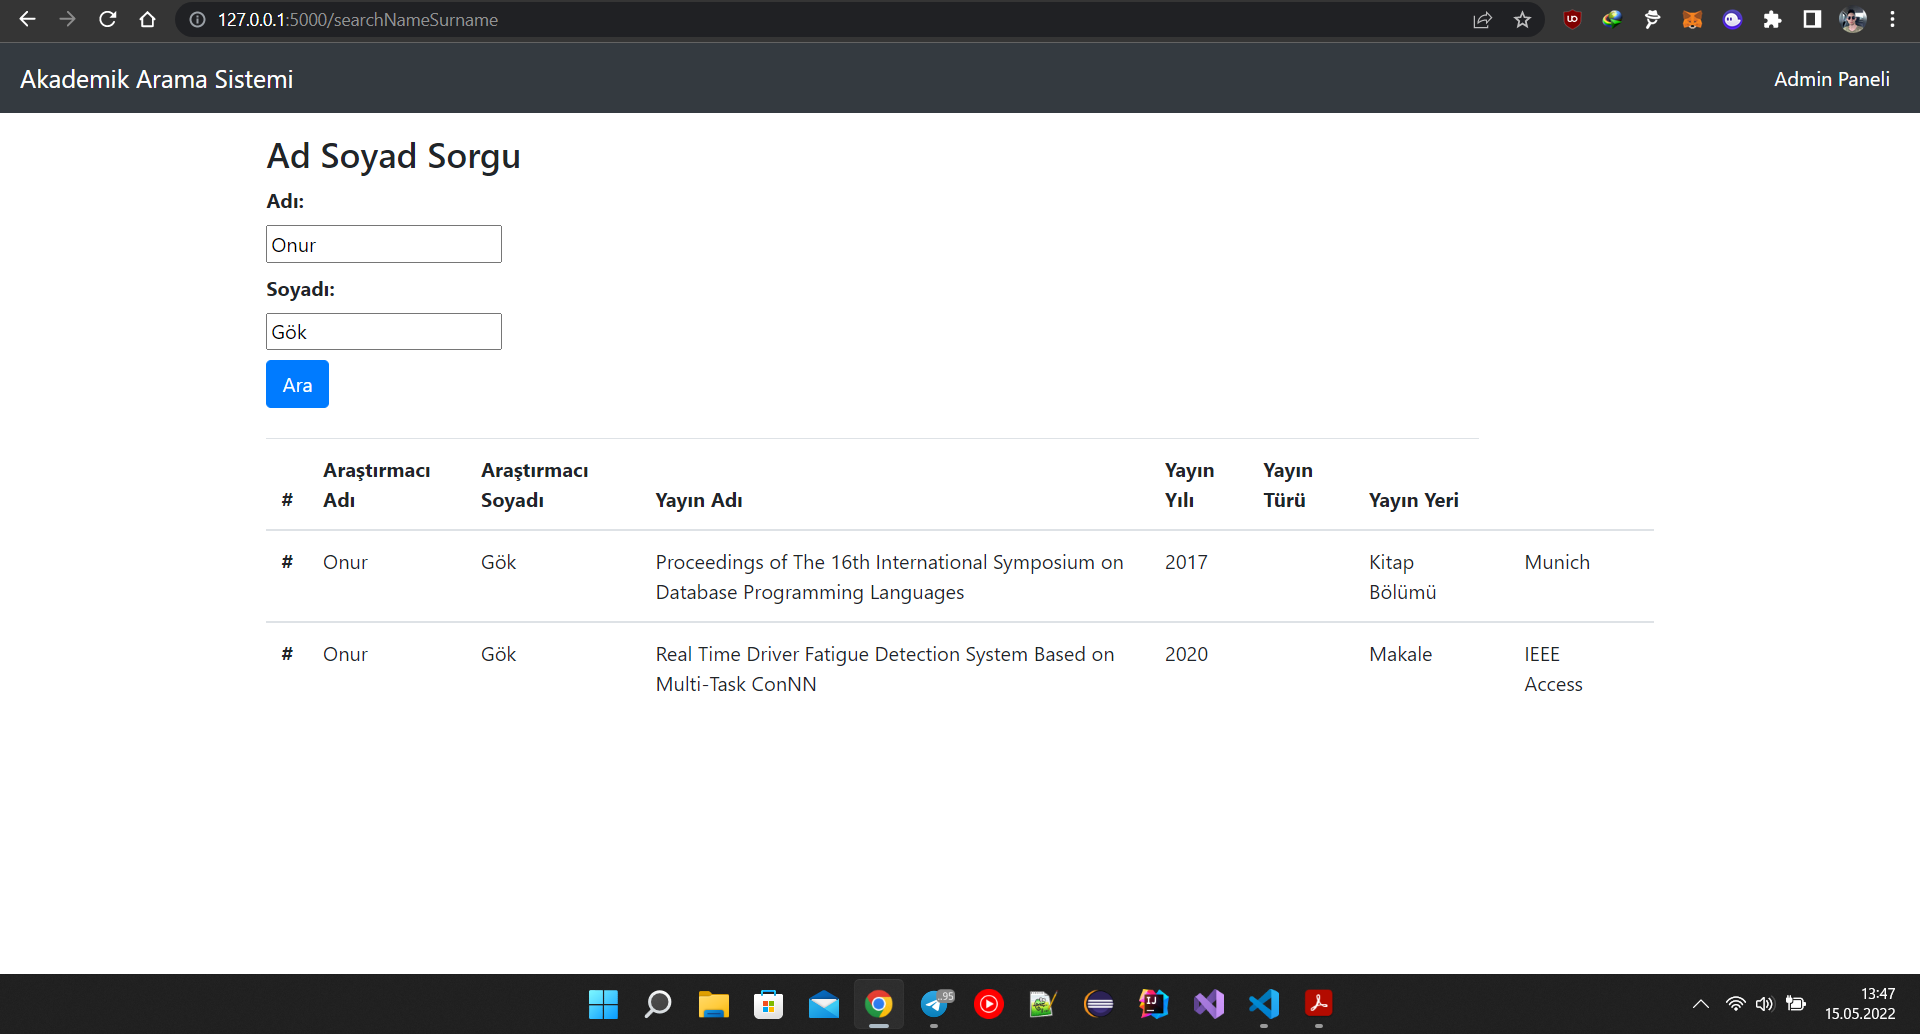 127.0.0.1:5000/searchNameSurname
Akademik Arama Sistemi
Admin Paneli
Ad Soyad Sorgu
Adı:
Onur
Soyadı:
Gök
Ara
# Araştırmacı Adı Araştırmacı Soyadı Yayın Adı Yayın Yılı Yayın Türü Yayın Yeri
# Onur Gök Proceedings of The 16th International Symposium on 2017 Kitap Munich
Database Programming Languages Bölümü
# Onur Gök Real Time Driver Fatigue Detection System Based on 2020 Makale IEEE
Multi-Task ConNN Access
..95
13:47
15.05.2022